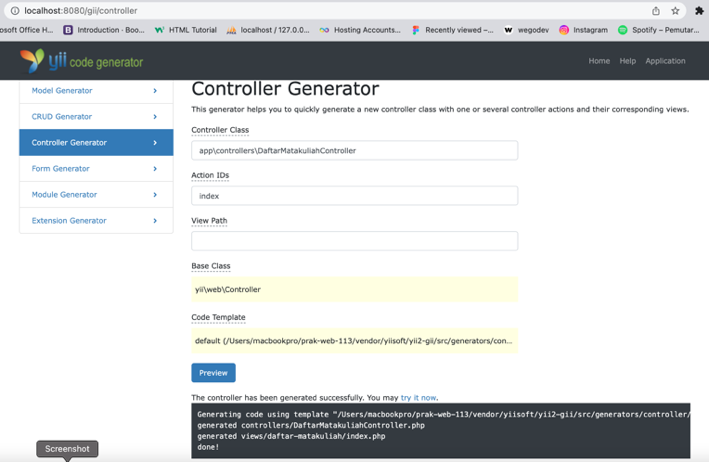 localhost:8080/gii/controller
osoft Office H... Introduction · Boo... HTML Tutorial localhost / 127.0.0... Hosting Accounts... Recently viewed –... wegodev Instagram Spotify – Pemutar...
yii code generator Home Help Application
Model Generator
CRUD Generator
Controller Generator
Form Generator
Module Generator
Extension Generator
Controller Generator
This generator helps you to quickly generate a new controller class with one or several controller actions and their corresponding views.
Controller Class
app\controllers\DaftarMatakuliahController
Action IDs
index
View Path
Base Class
yii\web\Controller
Code Template
default (/Users/macbookpro/prak-web-113/vendor/yiisoft/yii2-gii/src/generators/con...
Preview
The controller has been generated successfully. You may try it now.
Generating code using template "/Users/macbookpro/prak-web-113/vendor/yiisoft/yii2-gii/src/generators/controller/
generated controllers/DaftarMatakuliahController.php
generated views/daftar-matakuliah/index.php
done!
Screenshot